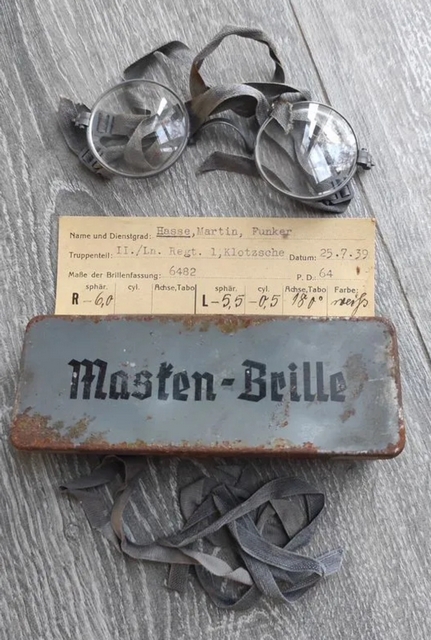 Name und Dienstgrad: Hasse, Martin, Funker
Truppenteil: II./Ln. Regt. 1, Klotzsche Datum: 25.7.39
Maße der Brillenfassung: 6482 P.D.: 64
sphär. cyl. Achse, Tabo sphär. cyl. Achse, Tabo Farbe:
R -6,0 L -5,5 -0,5 180° weiß
Masken-Brille